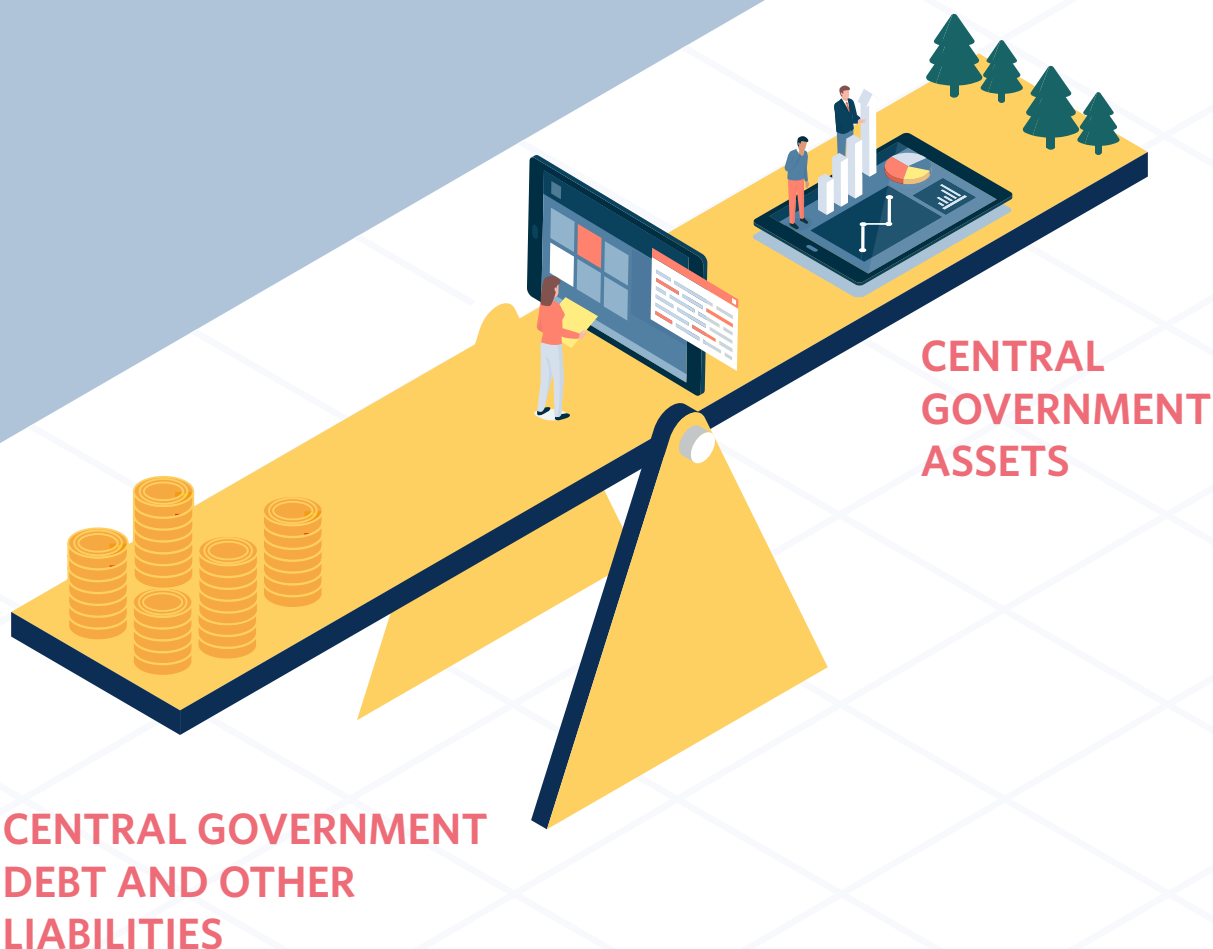 CENTRAL
GOVERNMENT
ASSETS
CENTRAL GOVERNMENT
DEBT AND OTHER
LIABILITIES